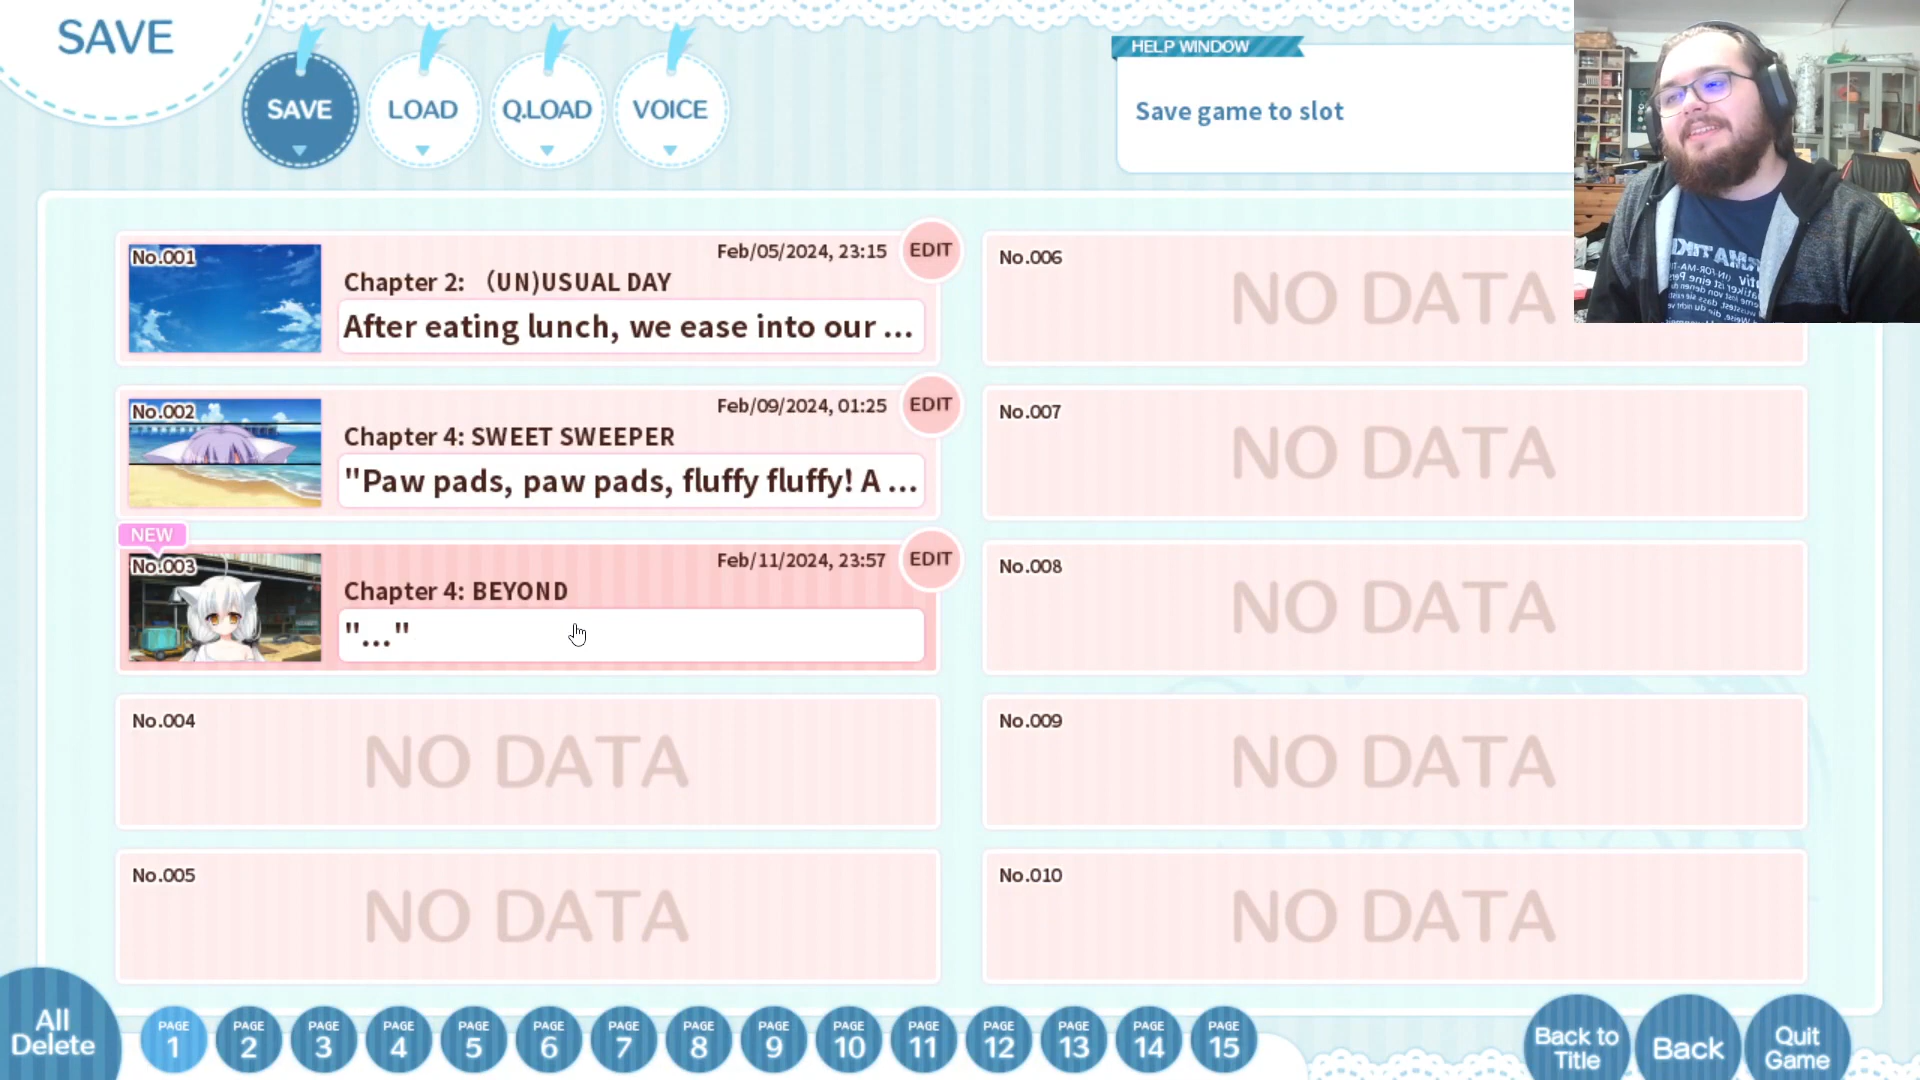 SAVE
SAVE
LOAD
Q.LOAD
VOICE
HELP WINDOW
Save game to slot
No.001
Feb/05/2024, 23:15
EDIT
Chapter 2: （UN)USUAL DAY
After eating lunch, we ease into our ...
No.002
Feb/09/2024, 01:25
EDIT
Chapter 4: SWEET SWEEPER
"Paw pads, paw pads, fluffy fluffy! A ...
NEW
No.003
Feb/11/2024, 23:57
EDIT
Chapter 4: BEYOND
"..."
No.004
NO DATA
No.005
NO DATA
No.006
NO DATA
No.007
NO DATA
No.008
NO DATA
No.009
NO DATA
No.010
NO DATA
All
Delete
PAGE
1
PAGE
2
PAGE
3
PAGE
4
PAGE
5
PAGE
6
PAGE
7
PAGE
8
PAGE
9
PAGE
10
PAGE
11
PAGE
12
PAGE
13
PAGE
14
PAGE
15
Back to
Title
Back
Quit
Game